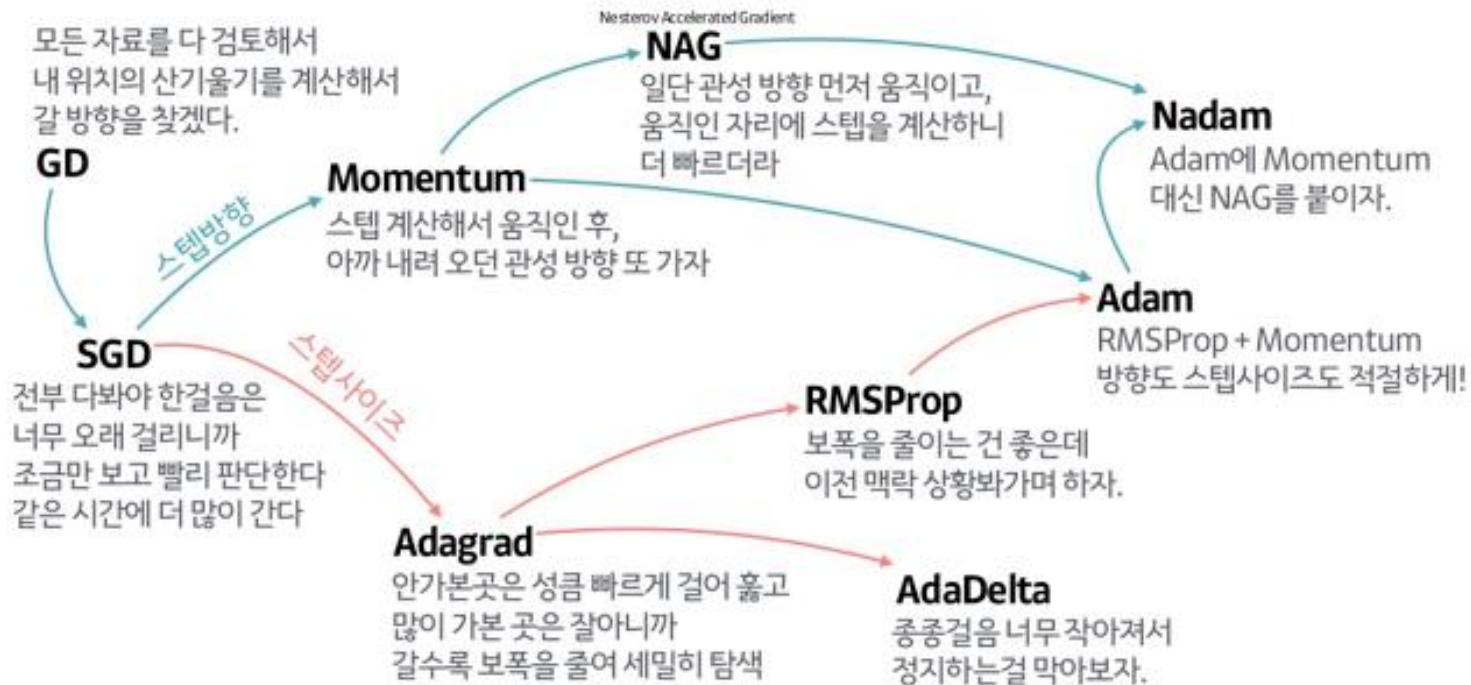 모든 자료를 다 검토해서
내 위치의 산기울기를 계산해서
갈 방향을 찾겠다.
GD
스텝방향
SGD
전부 다봐야 한걸음은
너무 오래 걸리니까
조금만 보고 빨리 판단한다
같은 시간에 더 많이 간다
Momentum
스텝 계산해서 움직인 후,
아까 내려 오던 관성 방향 또 가자
Nesterov Accelerated Gradient
NAG
일단 관성 방향 먼저 움직이고,
움직인 자리에 스텝을 계산하니
더 빠르더라
Nadam
Adam에 Momentum
대신 NAG를 붙이자.
Adam
RMSProp + Momentum
방향도 스텝사이즈도 적절하게!
스텝사이즈
RMSProp
보폭을 줄이는 건 좋은데
이전 맥락 상황봐가며 하자.
Adagrad
안가본곳은 성큼 빠르게 걸어 훓고
많이 가본 곳은 잘아니까
갈수록 보폭을 줄여 세밀히 탐색
AdaDelta
종종걸음 너무 작아져서
정지하는걸 막아보자.